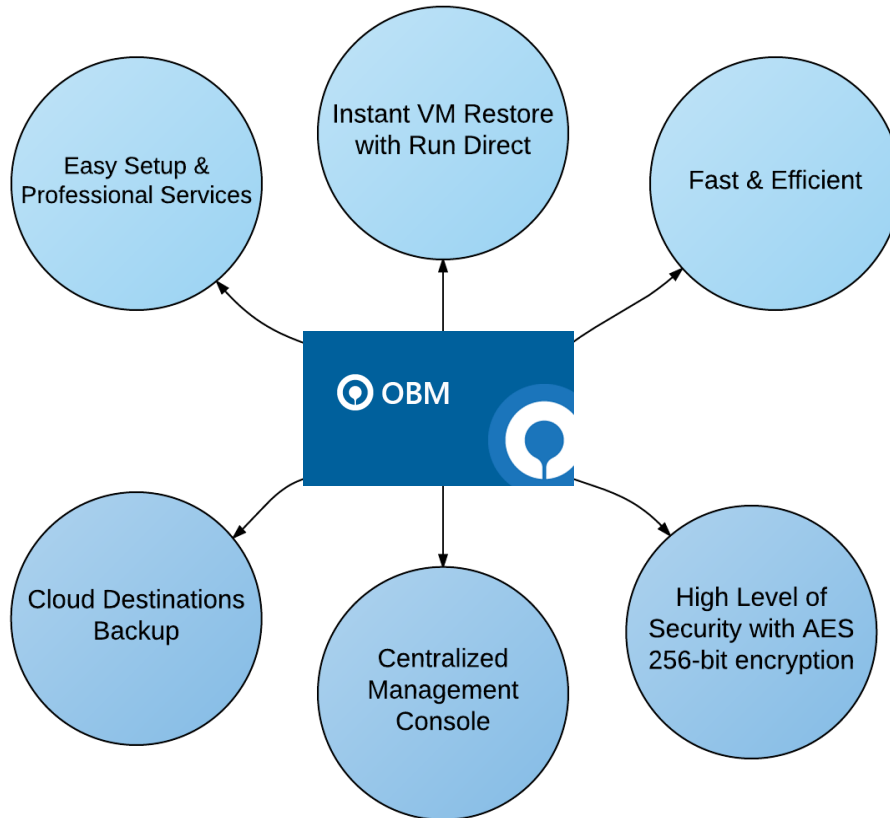 Instant VM Restore
with Run Direct
Easy Setup &
Professional Services
Fast & Efficient
OBM
Cloud Destinations
Backup
Centralized
Management
Console
High Level of
Security with AES
256-bit encryption